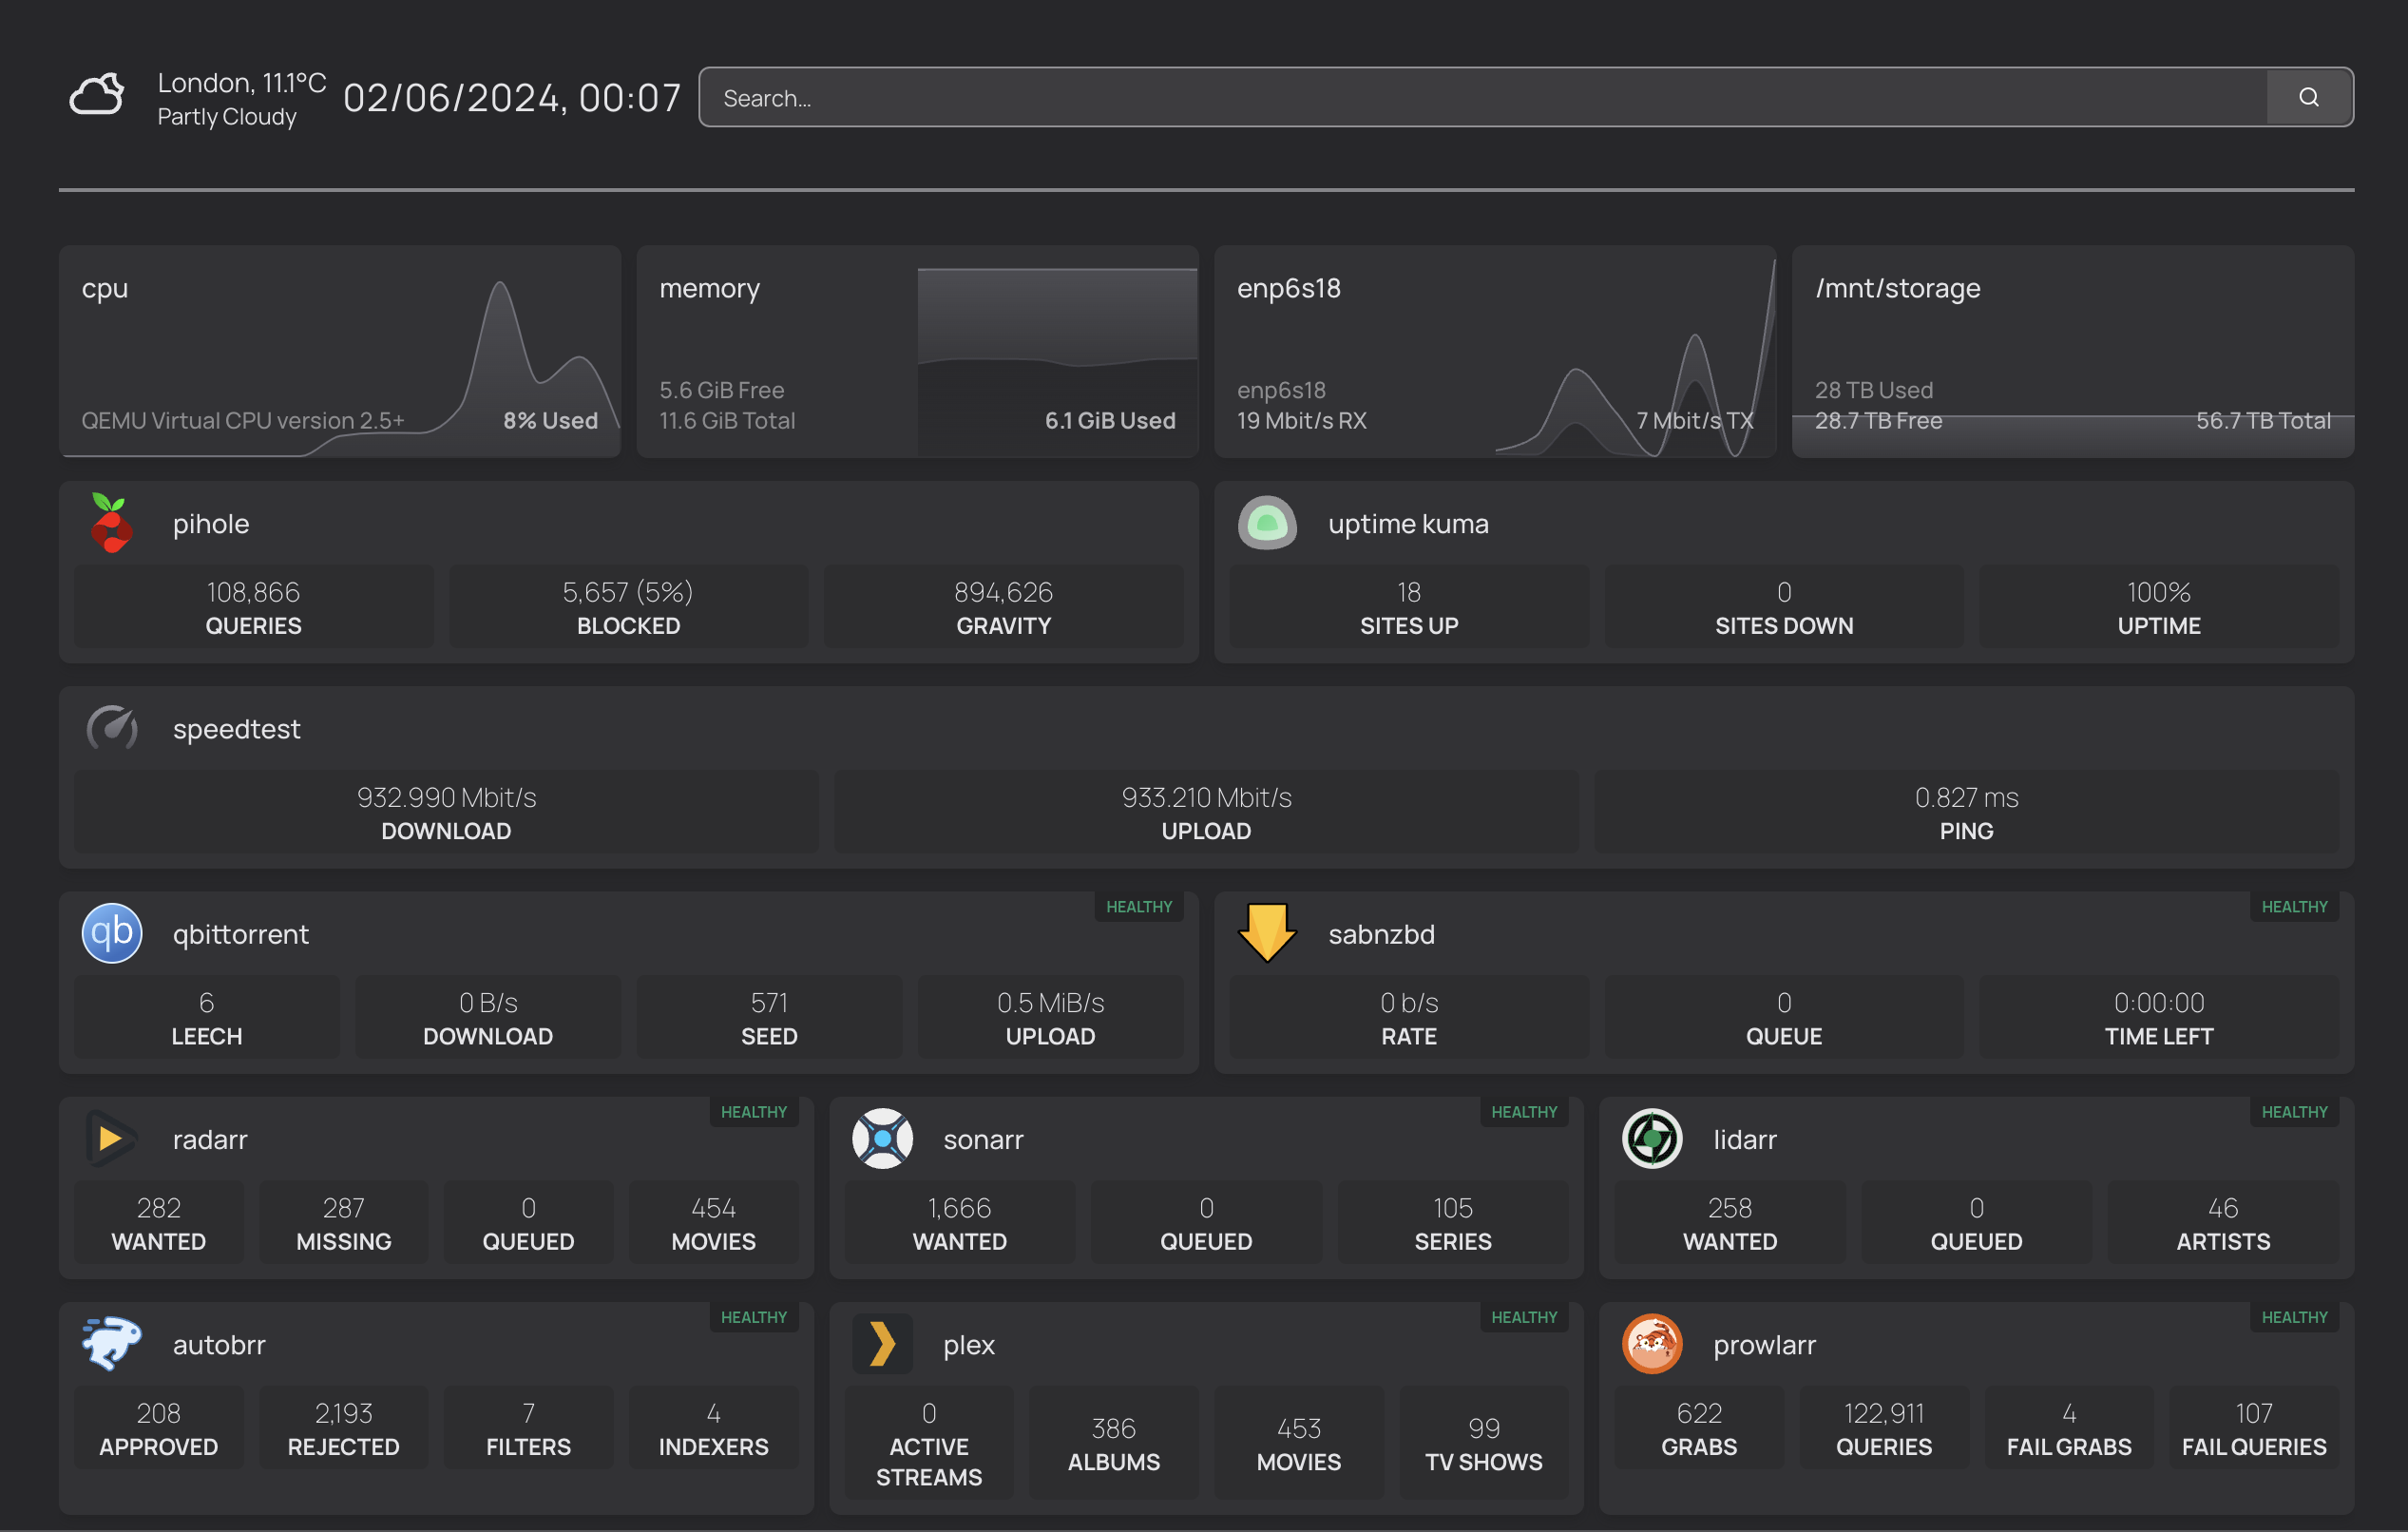 London, 11.1°C
Partly Cloudy
02/06/2024, 00:07
Search...
cpu
QEMU Virtual CPU version 2.5+
8% Used
memory
5.6 GiB Free
11.6 GiB Total
6.1 GiB Used
enp6s18
enp6s18
19 Mbit/s RX
7 Mbit/s TX
/mnt/storage
28 TB Used
28.7 TB Free
56.7 TB Total
pihole
108,866
QUERIES
5,657 (5%)
BLOCKED
894,626
GRAVITY
uptime kuma
18
SITES UP
0
SITES DOWN
100%
UPTIME
speedtest
932.990 Mbit/s
DOWNLOAD
933.210 Mbit/s
UPLOAD
0.827 ms
PING
qb
qbittorrent
HEALTHY
6
LEECH
0 B/s
DOWNLOAD
571
SEED
0.5 MiB/s
UPLOAD
sabnzbd
HEALTHY
0 b/s
RATE
0
QUEUE
0:00:00
TIME LEFT
radarr
HEALTHY
282
WANTED
287
MISSING
0
QUEUED
454
MOVIES
sonarr
HEALTHY
1,666
WANTED
0
QUEUED
105
SERIES
lidarr
HEALTHY
258
WANTED
0
QUEUED
46
ARTISTS
autobrr
HEALTHY
208
APPROVED
2,193
REJECTED
7
FILTERS
4
INDEXERS
plex
HEALTHY
0
ACTIVE
STREAMS
386
ALBUMS
453
MOVIES
99
TV SHOWS
prowlarr
HEALTHY
622
GRABS
122,911
QUERIES
4
FAIL GRABS
107
FAIL QUERIES